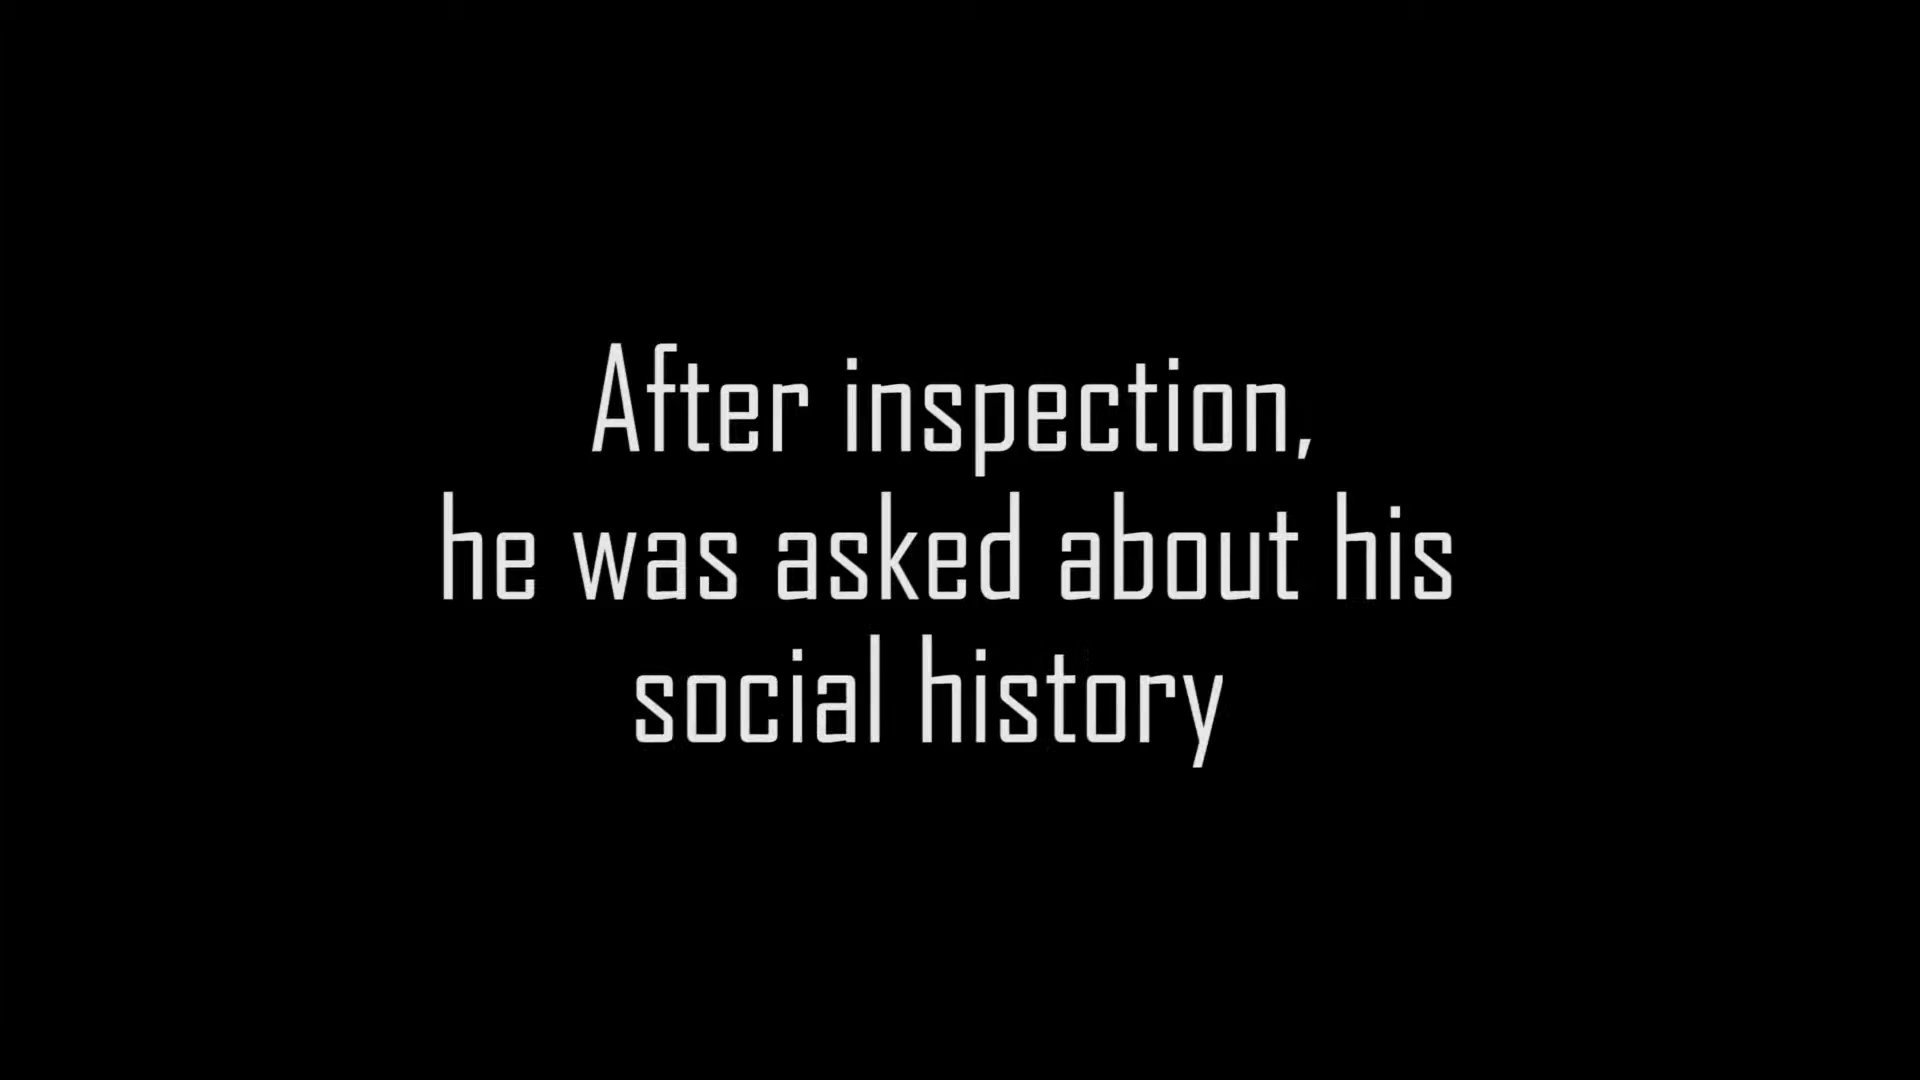 After inspection,
he was asked about his
social history